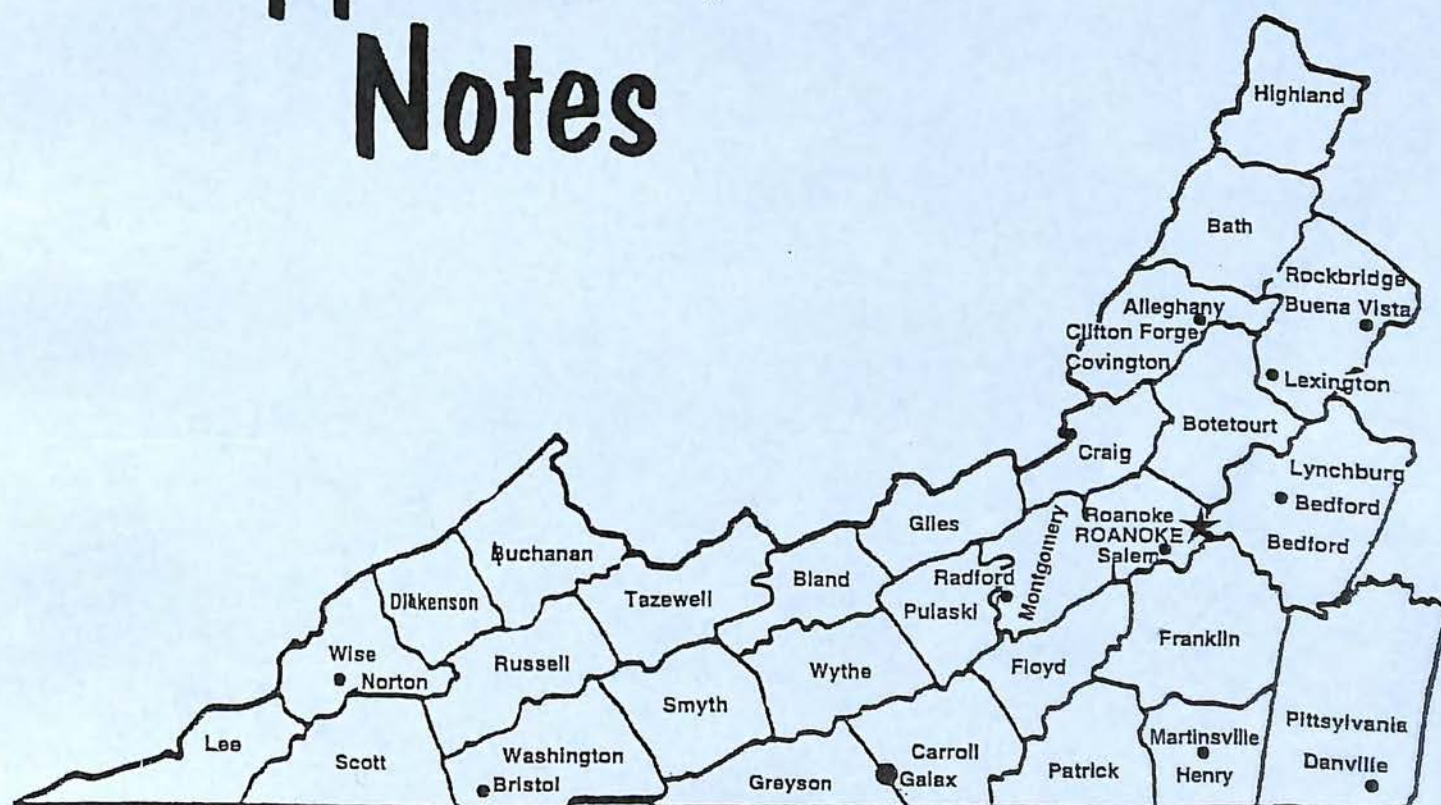 Notes
Highland
Bath
Rockbridge
Alleghany
Buena Vista
Clifton Forge
Covington
Lexington
Botetourt
Craig
Lynchburg
Bedford
Giles
Roanoke
ROANOKE
Bedford
Montgomery
Salem
Buchanan
Bland
Radford
Dickenson
Tazewell
Pulaski
Franklin
Wise
Russell
Wythe
Floyd
Norton
Smyth
Pittsylvania
Lee
Washington
Carroll
Martinsville
Scott
Galax
Patrick
Danville
Bristol
Grayson
Henry